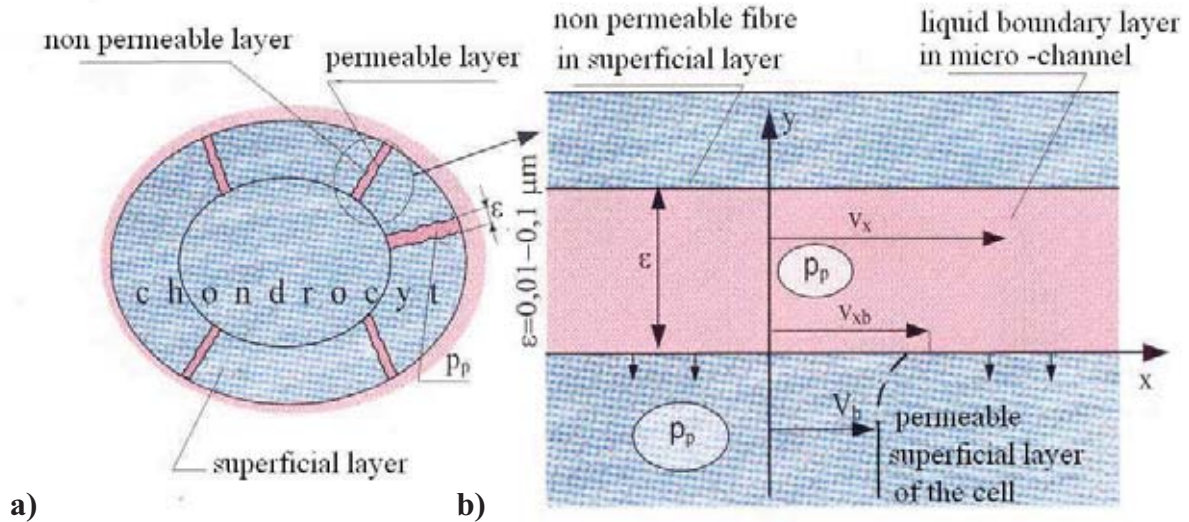 non permeable layer
permeable layer
ε
chondrocyt
p_p
superficial layer
a)
non permeable fibre
in superficial layer
liquid boundary layer
in micro -channel
ε=0,01-0,1 μm
y
v_x
ε
p_p
v_xb
x
V_b
p_p
permeable
superficial layer
of the cell
b)